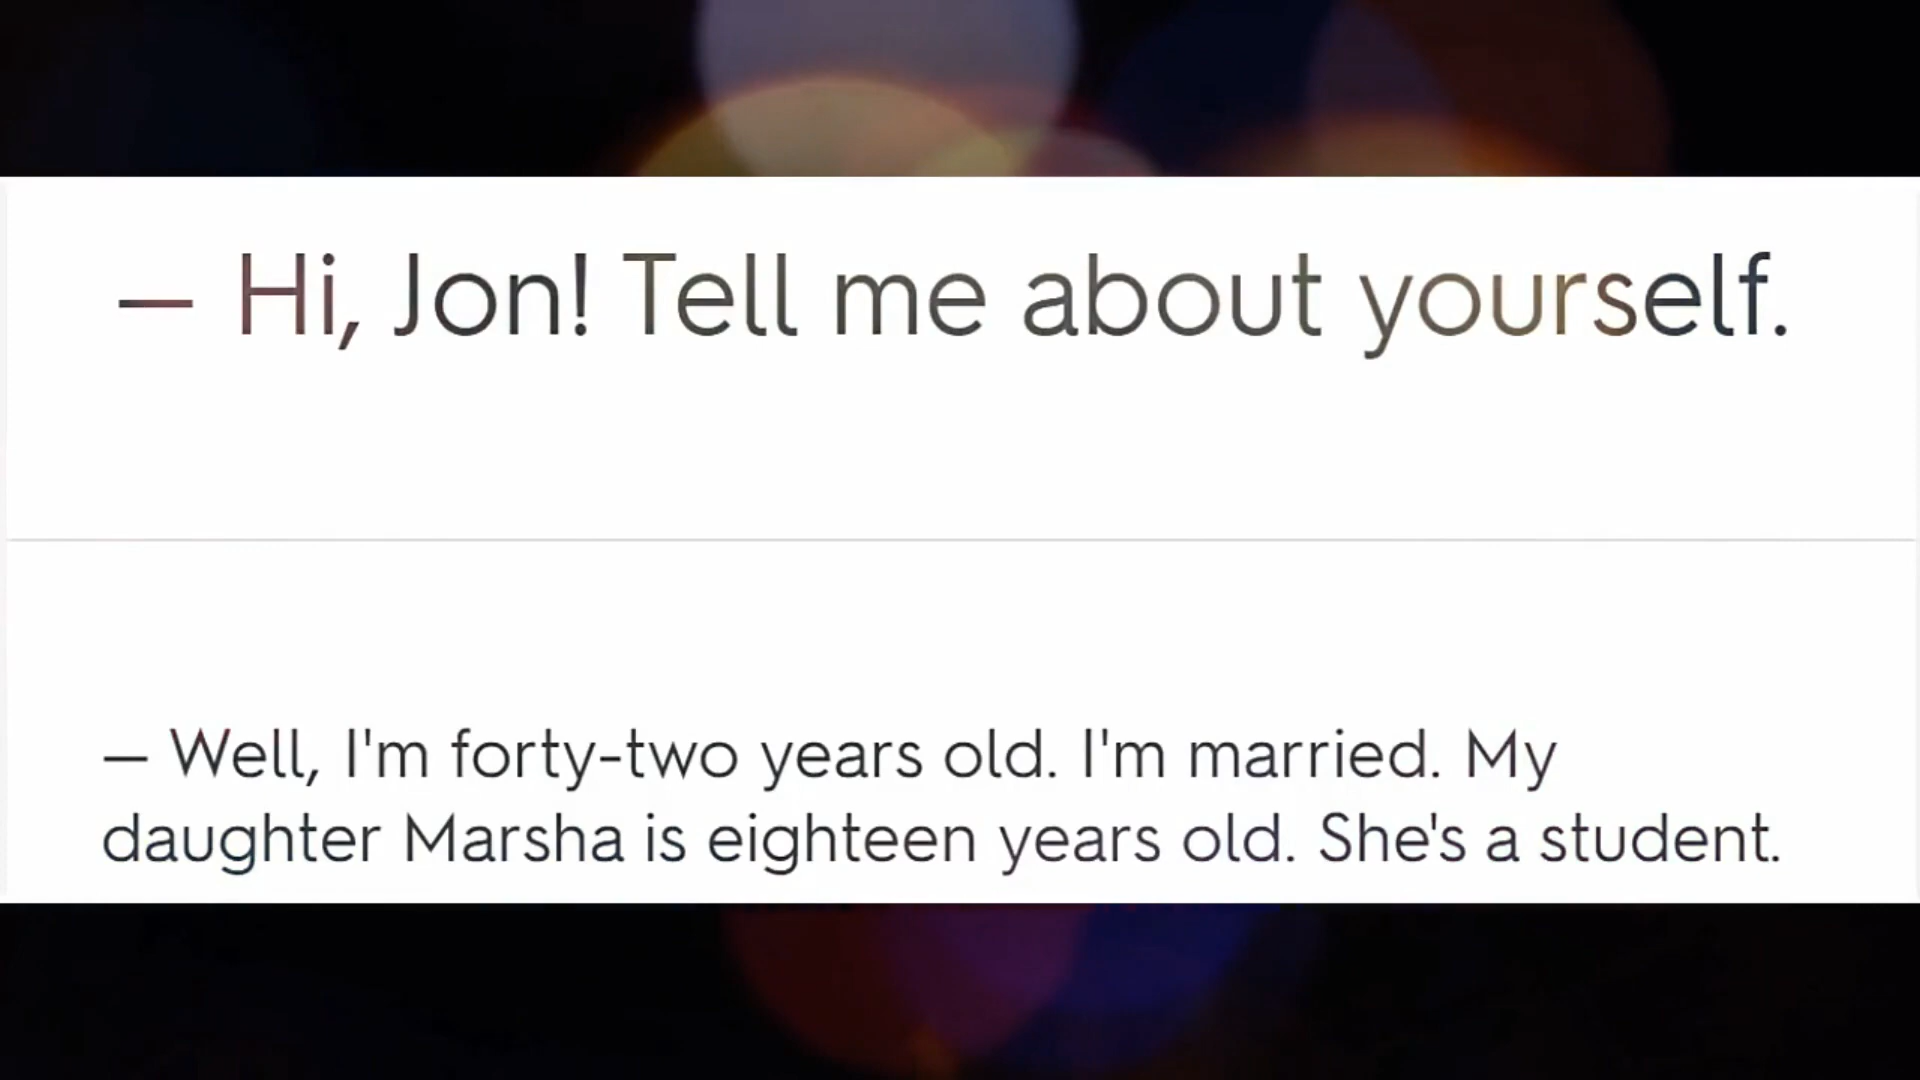 — Hi, Jon! Tell me about yourself.
— Well, I'm forty-two years old. I'm married. My
daughter Marsha is eighteen years old. She's a student.